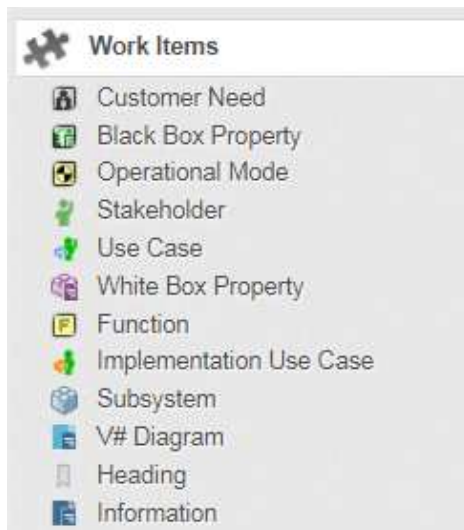 Work Items
Customer Need
Black Box Property
Operational Mode
Stakeholder
Use Case
White Box Property
F Function
Implementation Use Case
Subsystem
V# Diagram
Heading
Information